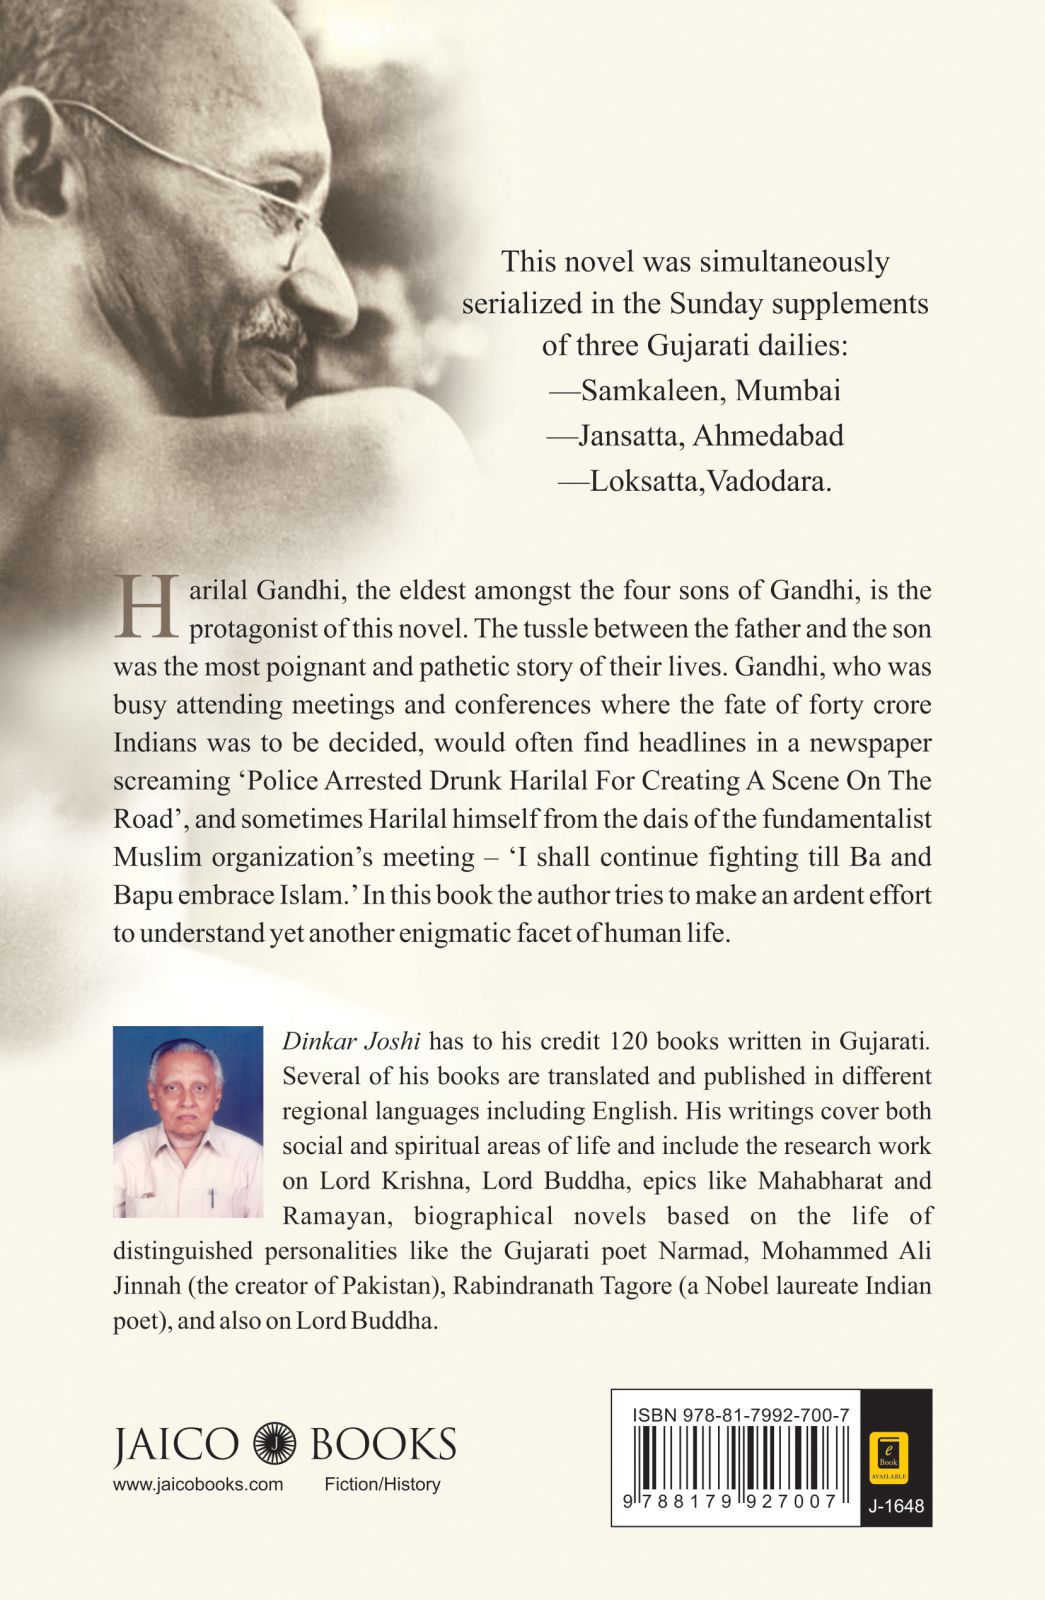 This novel was simultaneously
serialized in the Sunday supplements
of three Gujarati dailies:
—Samkaleen, Mumbai
—Jansatta, Ahmedabad
—Loksatta,Vadodara.
Harilal Gandhi, the eldest amongst the four sons of Gandhi, is the
protagonist of this novel. The tussle between the father and the son
was the most poignant and pathetic story of their lives. Gandhi, who was
busy attending meetings and conferences where the fate of forty crore
Indians was to be decided, would often find headlines in a newspaper
screaming ‘Police Arrested Drunk Harilal For Creating A Scene On The
Road’, and sometimes Harilal himself from the dais of the fundamentalist
Muslim organization’s meeting – ‘I shall continue fighting till Ba and
Bapu embrace Islam.’ In this book the author tries to make an ardent effort
to understand yet another enigmatic facet of human life.
Dinkar Joshi has to his credit 120 books written in Gujarati.
Several of his books are translated and published in different
regional languages including English. His writings cover both
social and spiritual areas of life and include the research work
on Lord Krishna, Lord Buddha, epics like Mahabharat and
Ramayan, biographical novels based on the life of
distinguished personalities like the Gujarati poet Narmad, Mohammed Ali
Jinnah (the creator of Pakistan), Rabindranath Tagore (a Nobel laureate Indian
poet), and also on Lord Buddha.
JAICO J BOOKS
www.jaicobooks.com Fiction/History
ISBN 978-81-7992-700-7
9 788179 927007
e
Book
AVAILABLE
J-1648